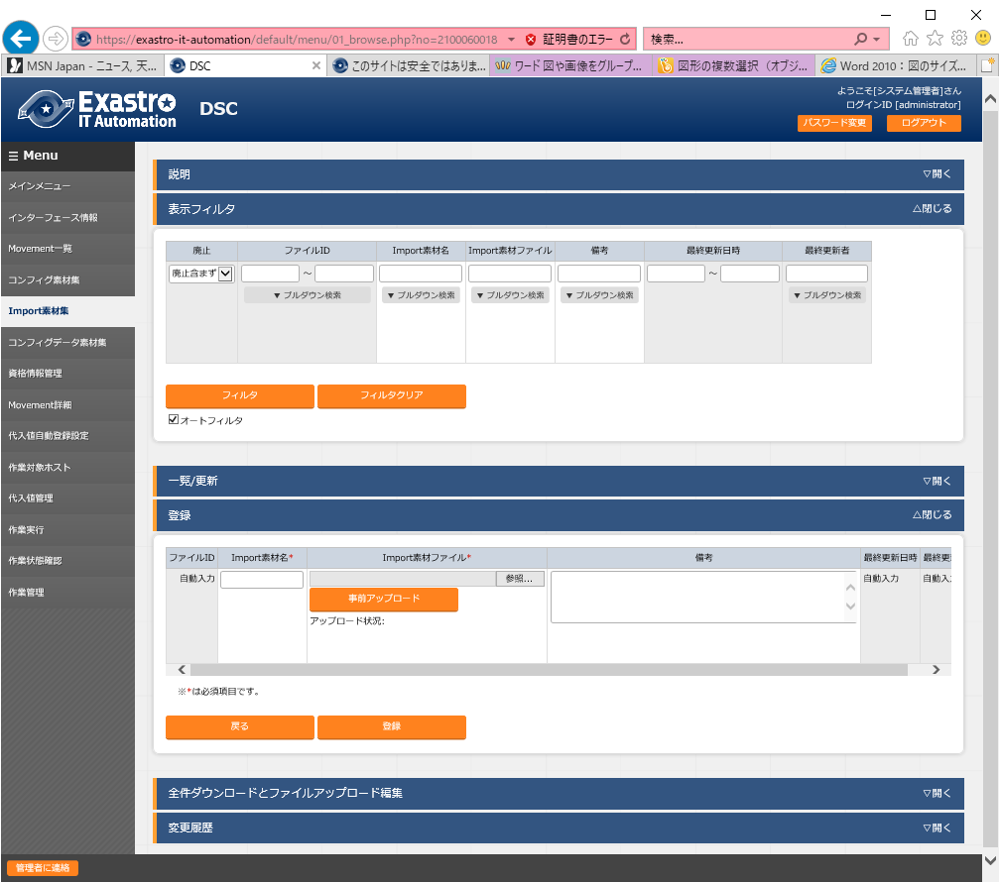 https://exastro-it-automation/default/menu/01_browse.php?no=2100060018 証明書のエラー 検索...
MSN Japan - ニュース, 天... DSC このサイトは安全ではありま... ワード 図や画像をグループ... 図形の複数選択（オブジ... Word 2010：図のサイズ...
Exastro IT Automation
DSC
ようこそ[システム管理者]さん
ログインID [administrator]
パスワード変更 ログアウト
☰ Menu
メインメニュー
インターフェース情報
Movement一覧
コンフィグ素材集
Import素材集
コンフィグデータ素材集
資格情報管理
Movement詳細
代入値自動登録設定
作業対象ホスト
代入値管理
作業実行
作業状態確認
作業管理
説明 ▽開く
表示フィルタ △閉じる
廃止 ファイルID Import素材名 Import素材ファイル 備考 最終更新日時 最終更新者
廃止含まず ～ ～
▼ プルダウン検索 ▼ プルダウン検索 ▼ プルダウン検索 ▼ プルダウン検索 ▼ プルダウン検索
フィルタ フィルタクリア
オートフィルタ
一覧/更新 ▽開く
登録 △閉じる
ファイルID Import素材名* Import素材ファイル* 備考 最終更新日時 最終更
自動入力 参照... 自動入力 自動入
事前アップロード
アップロード状況:
※*は必須項目です。
戻る 登録
全件ダウンロードとファイルアップロード編集 ▽開く
変更履歴 ▽開く
管理者に連絡